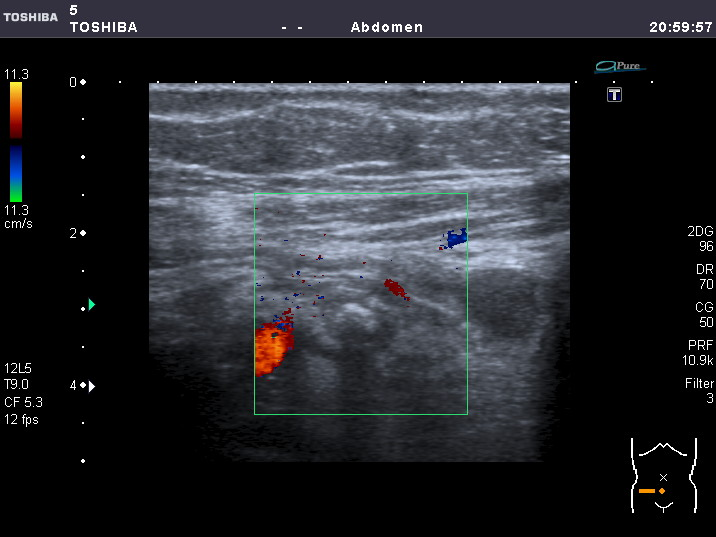 TOSHIBA
5
TOSHIBA - - Abdomen 20:59:57
Pure
T
11.3
11.3
cm/s
0
2
4
2DG
96
DR
70
CG
50
PRF
10.9k
Filter
3
12L5
T9.0
CF 5.3
12 fps